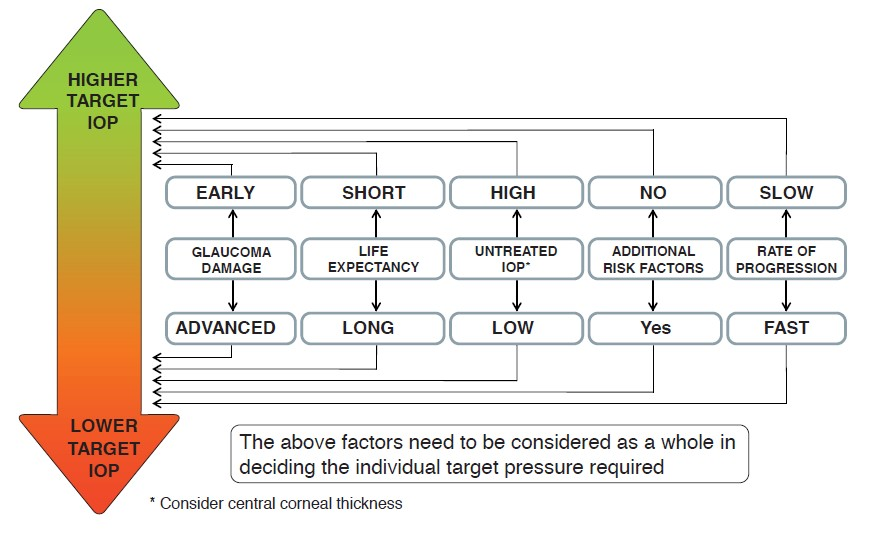 HIGHER
TARGET
IOP
EARLY
SHORT
HIGH
NO
SLOW
GLAUCOMA
DAMAGE
LIFE
EXPECTANCY
UNTREATED
IOP*
ADDITIONAL
RISK FACTORS
RATE OF
PROGRESSION
ADVANCED
LONG
LOW
Yes
FAST
LOWER
TARGET
IOP
The above factors need to be considered as a whole in
deciding the individual target pressure required
* Consider central corneal thickness